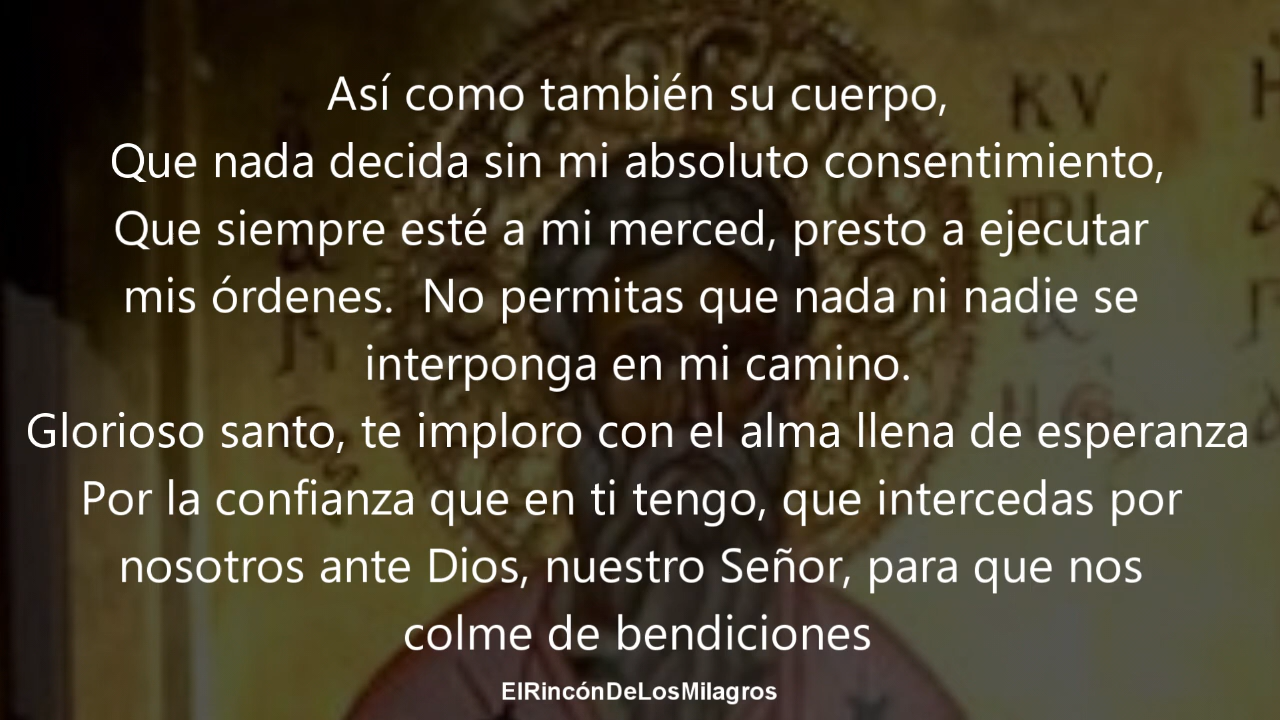 Así como también su cuerpo,
Que nada decida sin mi absoluto consentimiento,
Que siempre esté a mi merced, presto a ejecutar
mis órdenes.  No permitas que nada ni nadie se
interponga en mi camino.
Glorioso santo, te imploro con el alma llena de esperanza
Por la confianza que en ti tengo, que intercedas por
nosotros ante Dios, nuestro Señor, para que nos
colme de bendiciones
ElRincónDeLosMilagros
ΚΥ
ΡΙ